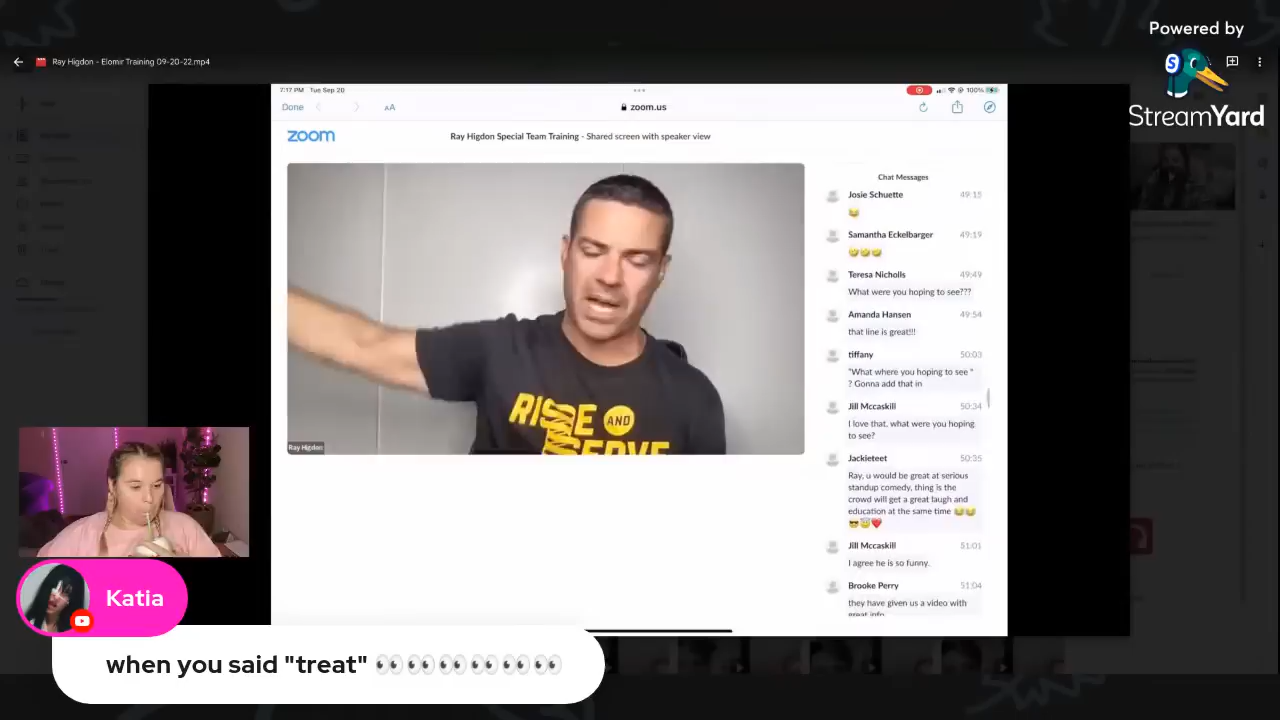 Powered by
StreamYard
Ray Higdon - Elomir Training 09-20-22.mp4
7:17 PM Tue Sep 20
100%
Done
AA
zoom.us
zoom
Ray Higdon Special Team Training - Shared screen with speaker view
Chat Messages
Josie Schuette 49:15
😂
Samantha Eckelbarger 49:19
🤣🤣🤣
Teresa Nicholls 49:49
What were you hoping to see???
Amanda Hansen 49:54
that line is great!!!
tiffany 50:03
"What where you hoping to see "
? Gonna add that in
Jill Mccaskill 50:34
I love that, what were you hoping
to see?
Jackieteet 50:35
Ray, u would be great at serious
standup comedy, thing is the
crowd will get a great laugh and
education at the same time 😂😂
😎😇❤️
Jill Mccaskill 51:01
I agree he is so funny.
Brooke Perry 51:04
they have given us a video with
great info
RISE AND
SERVE
Ray Higdon
Katia
when you said "treat" 👀👀👀👀👀👀